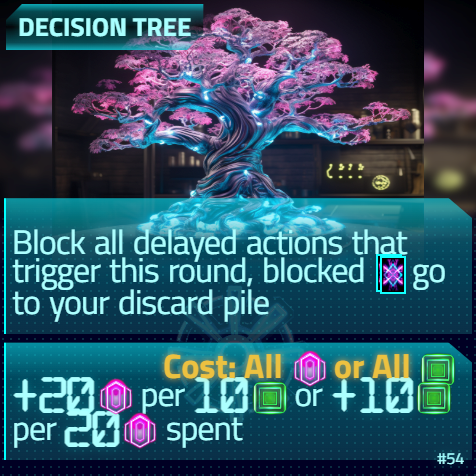 DECISION TREE
Block all delayed actions that
trigger this round, blocked go
to your discard pile
Cost: All or All
+20 per 10 or +10
per 20 spent
#54